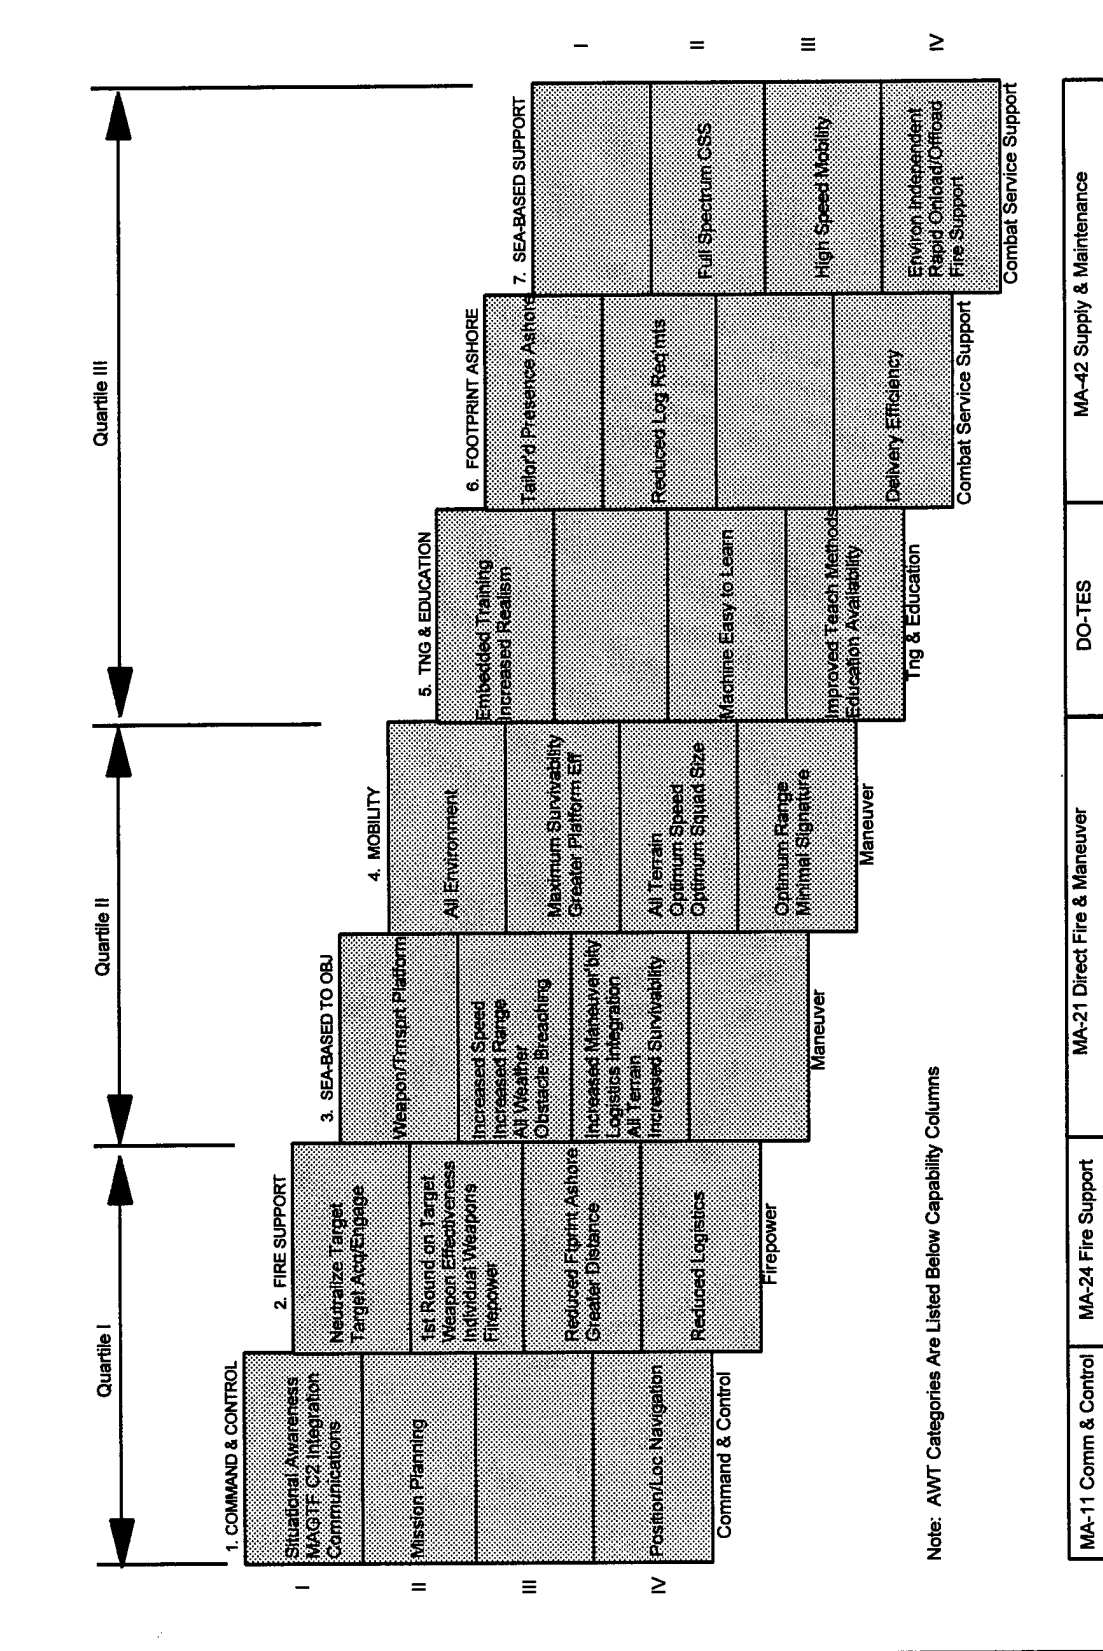 Quartile I
Quartile II
Quartile III
1. COMMAND & CONTROL
Situational Awareness
MAGTF C2 Integration
Communications
Mission Planning
Position/Loc Navigation
Command & Control
2. FIRE SUPPORT
Neutralize Target
Target Acq/Engage
1st Round on Target
Weapon Effectiveness
Individual Weapons
Firepower
Reduced Ftprint Ashore
Greater Distance
Reduced Logistics
Firepower
3. SEA-BASED TO OBJ
Weapon/Trnsprt Platform
Increased Speed
Increased Range
All Weather
Obstacle Breaching
Increased Maneuver'bity
Logistics Integration
All Terrain
Increased Survivability
Maneuver
4. MOBILITY
All Environment
Maximum Survivability
Greater Platform Eff
All Terrain
Optimum Speed
Optimum Squad Size
Optimum Range
Minimal Signature
Maneuver
5. TNG & EDUCATION
Embedded Training
Increased Realism
Machine Easy to Learn
Improved Teach Methods
Education Availability
Tng & Education
6. FOOTPRINT ASHORE
Tailor'd Presence Ashore
Reduced Log Req'mts
Delivery Efficiency
Combat Service Support
7. SEA-BASED SUPPORT
Full Spectrum CSS
High Speed Mobility
Environ Independent
Rapid Onload/Offload
Fire Support
Combat Service Support
I
II
III
IV
I
II
III
IV
Note: AWT Categories Are Listed Below Capability Columns
MA-11 Comm & Control
MA-24 Fire Support
MA-21 Direct Fire & Maneuver
DO-TES
MA-42 Supply & Maintenance